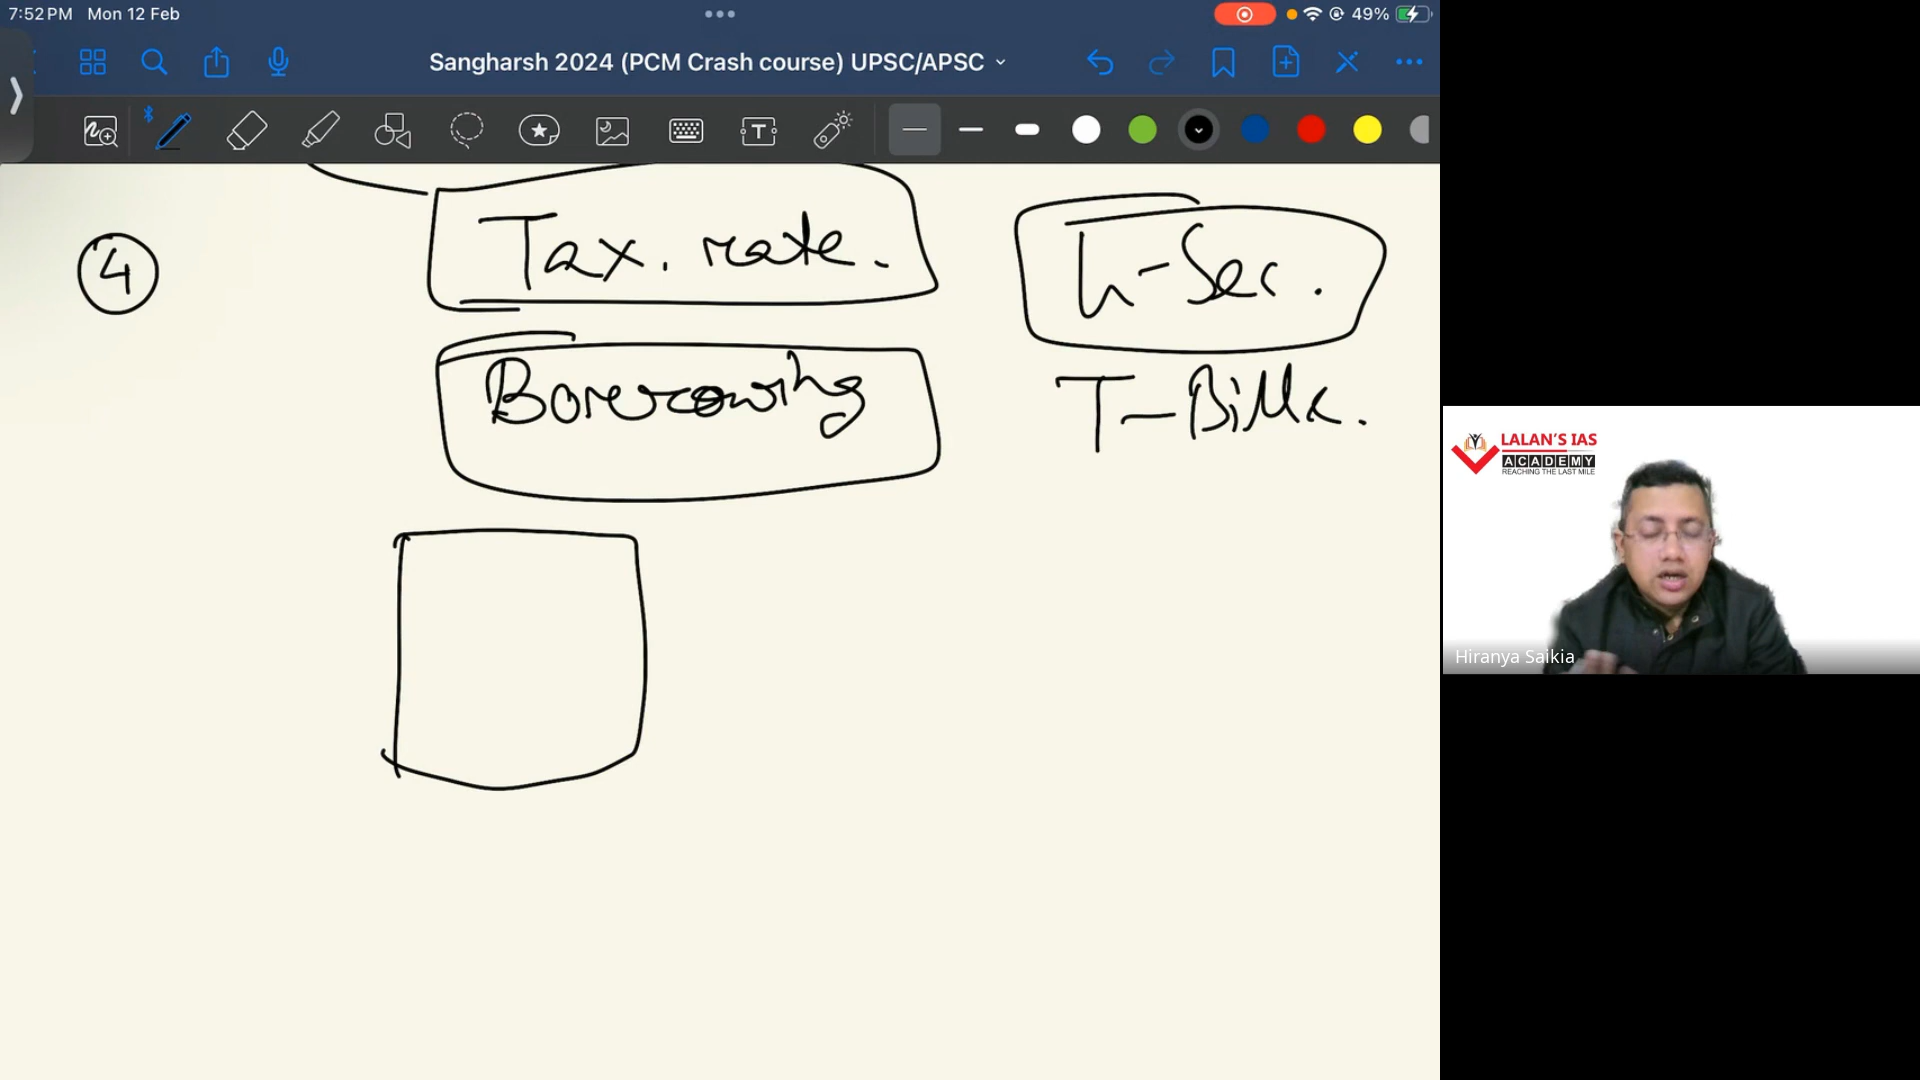 7:52 PM Mon 12 Feb
49%
Sangharsh 2024 (PCM Crash course) UPSC/APSC
T
4
Tax. rate.
G-Sec.
Borrowing
T-Bills.
LALAN'S IAS
ACADEMY
REACHING THE LAST MILE
Hiranya Saikia